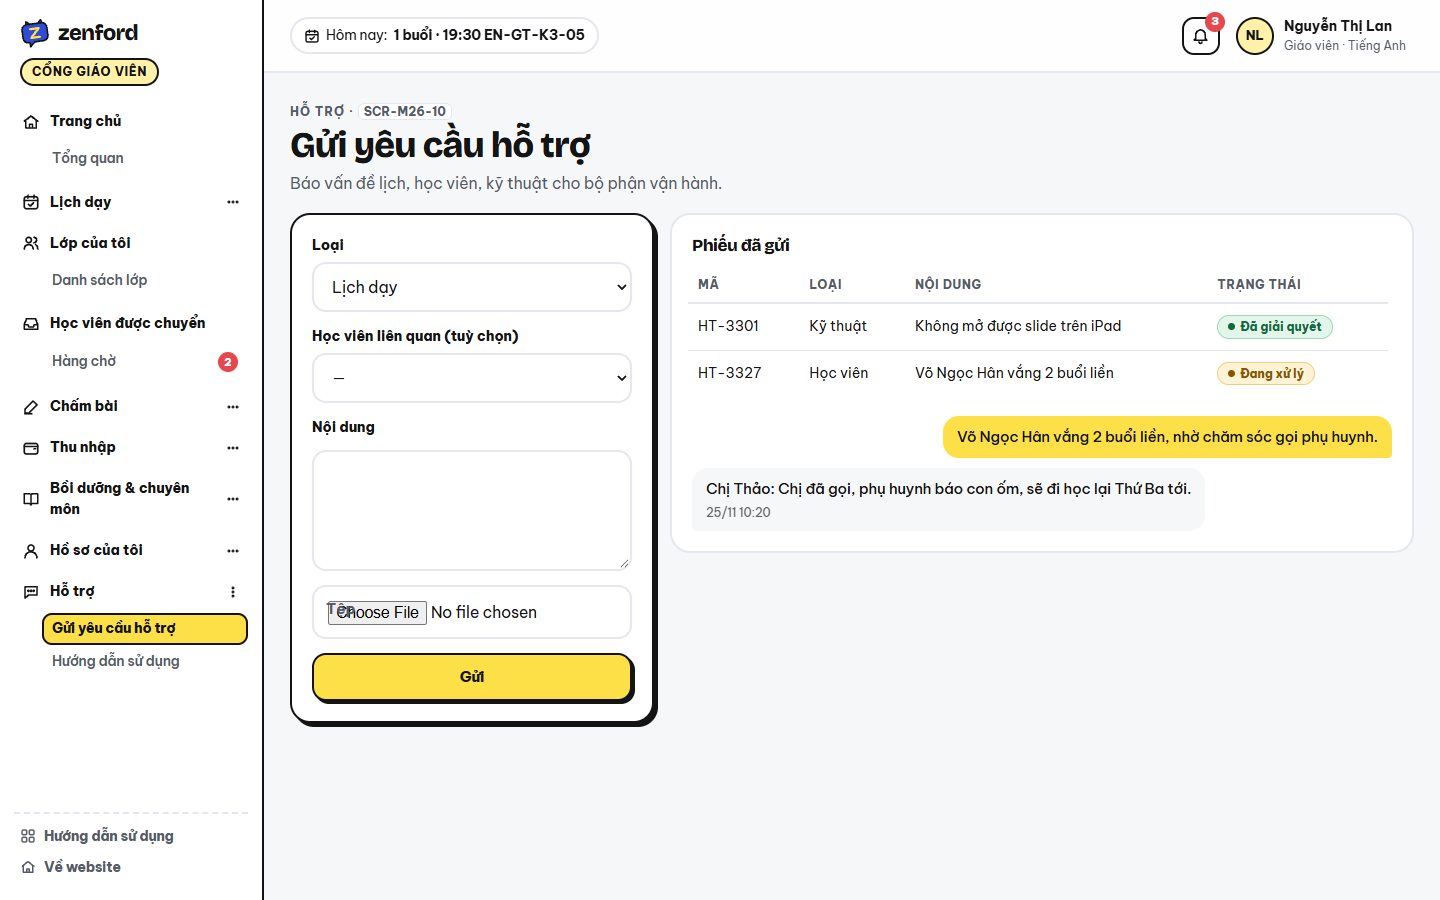 zenford
CỔNG GIÁO VIÊN
Trang chủ
Tổng quan
Lịch dạy
Lớp của tôi
Danh sách lớp
Học viên được chuyển
Hàng chờ
2
Chấm bài
Thu nhập
Bồi dưỡng & chuyên
môn
Hồ sơ của tôi
Hỗ trợ
Gửi yêu cầu hỗ trợ
Hướng dẫn sử dụng
Hướng dẫn sử dụng
Về website
Hôm nay: 1 buổi · 19:30 EN-GT-K3-05
3
NL
Nguyễn Thị Lan
Giáo viên · Tiếng Anh
HỖ TRỢ · SCR-M26-10
Gửi yêu cầu hỗ trợ
Báo vấn đề lịch, học viên, kỹ thuật cho bộ phận vận hành.
Loại
Lịch dạy
Học viên liên quan (tuỳ chọn)
—
Nội dung
Choose File No file chosen
Gửi
Phiếu đã gửi
MÃ LOẠI NỘI DUNG TRẠNG THÁI
HT-3301 Kỹ thuật Không mở được slide trên iPad Đã giải quyết
HT-3327 Học viên Võ Ngọc Hân vắng 2 buổi liền Đang xử lý
Võ Ngọc Hân vắng 2 buổi liền, nhờ chăm sóc gọi phụ huynh.
Chị Thảo: Chị đã gọi, phụ huynh báo con ốm, sẽ đi học lại Thứ Ba tới.
25/11 10:20